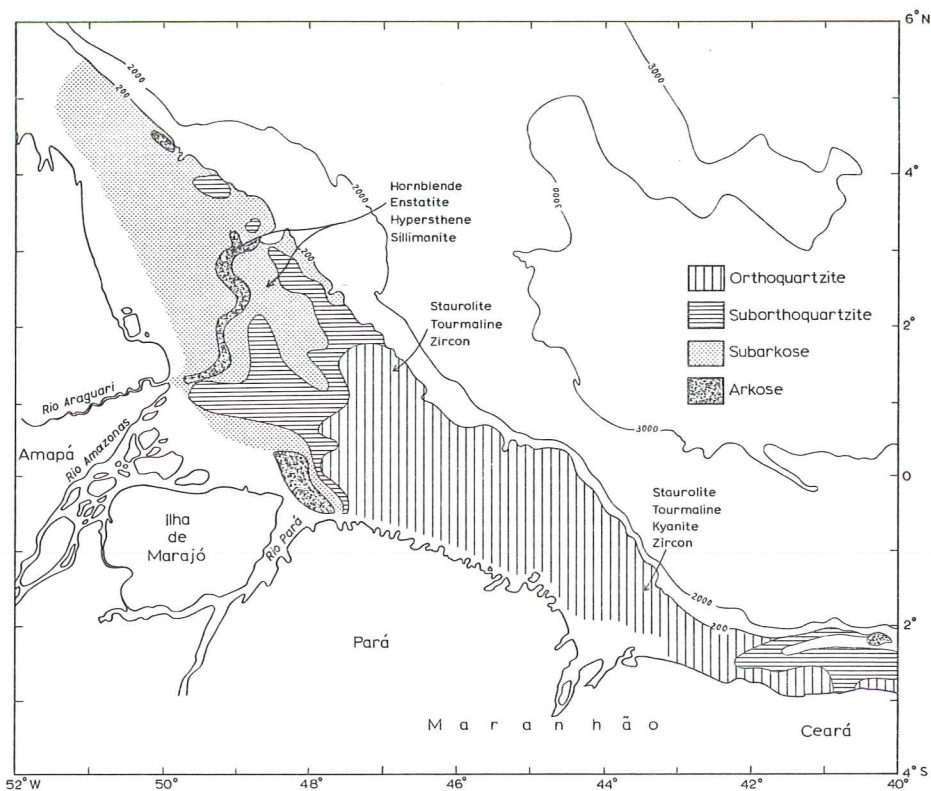 6° N
2000
3000
200
4°
Hornblende
Enstatite
Hypersthene
Sillimanite
2000
3000
200
Orthoquartzite
Staurolite
Tourmaline
Zircon
Suborthoquartzite
2°
Subarkose
Arkose
Rio Araguari
3000
Rio Amazonas
Amapá
0
Staurolite
Tourmaline
Kyanite
Zircon
ilha
de
Marajó
Rio Pará
2000
200
2°
Pará
Maranhão
Ceará
4° S
52° W
50°
48°
46°
44°
42°
40°